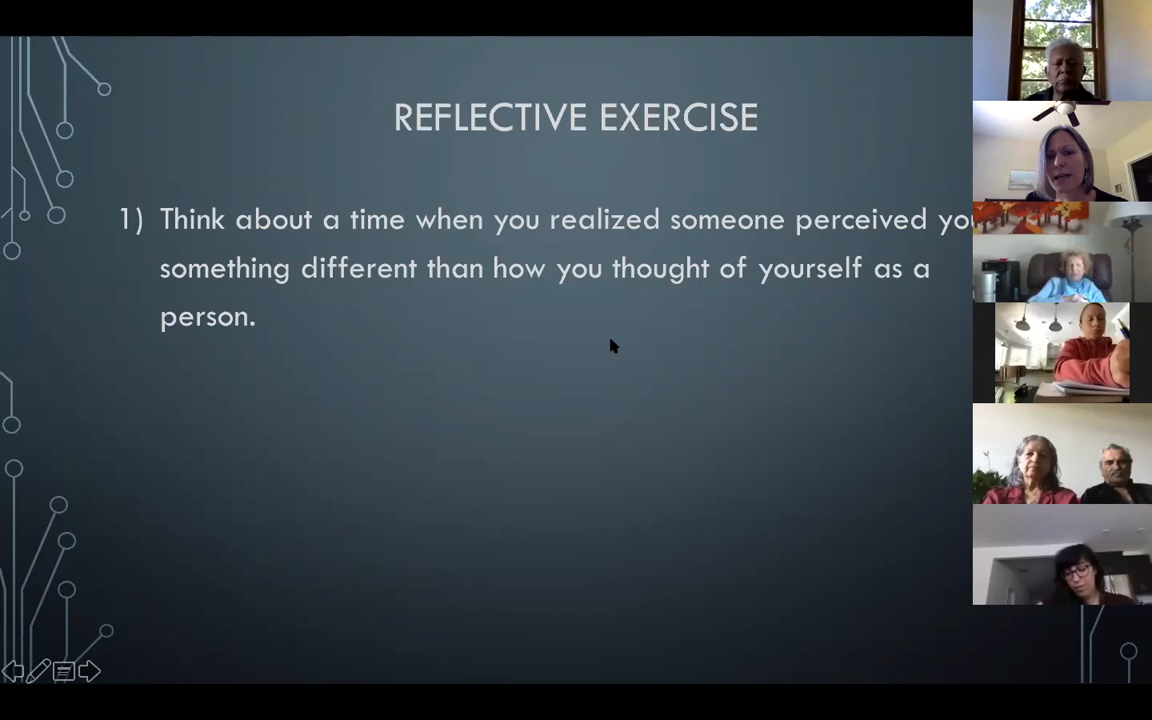 REFLECTIVE EXERCISE
1) Think about a time when you realized someone perceived
something different than how you thought of yourself as a
person.